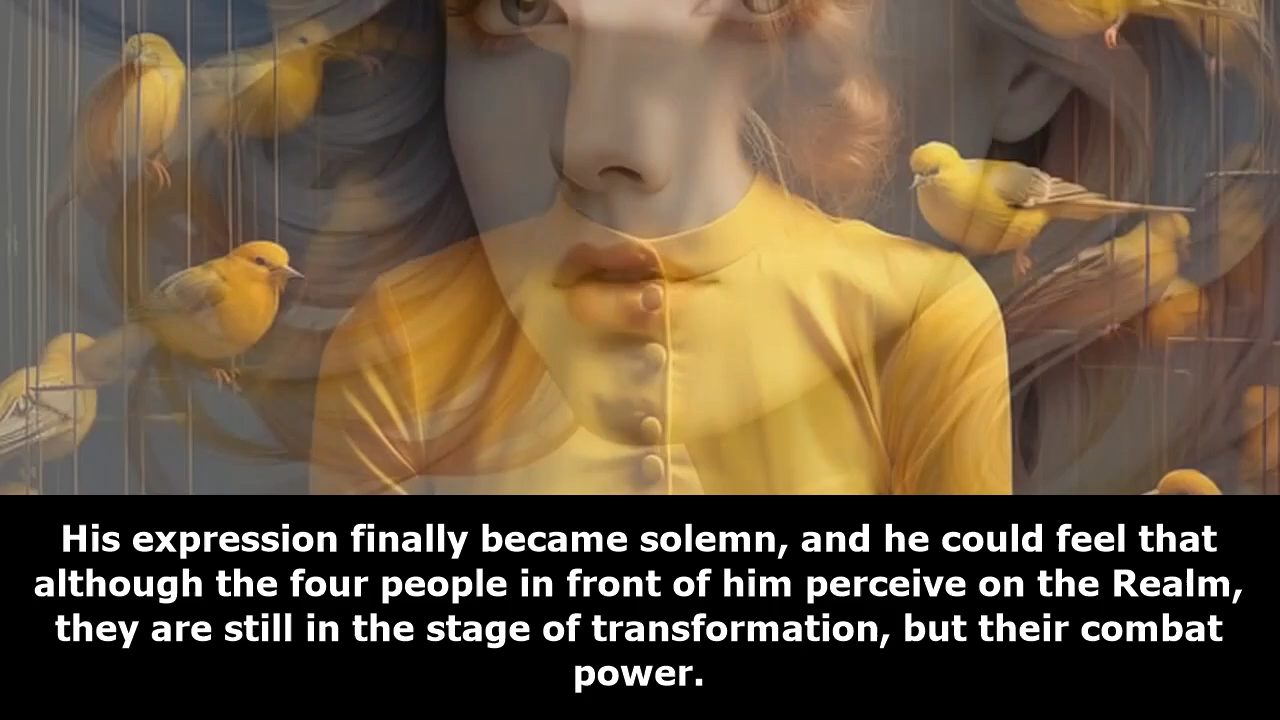 His expression finally became solemn, and he could feel that
although the four people in front of him perceive on the Realm,
they are still in the stage of transformation, but their combat
power.